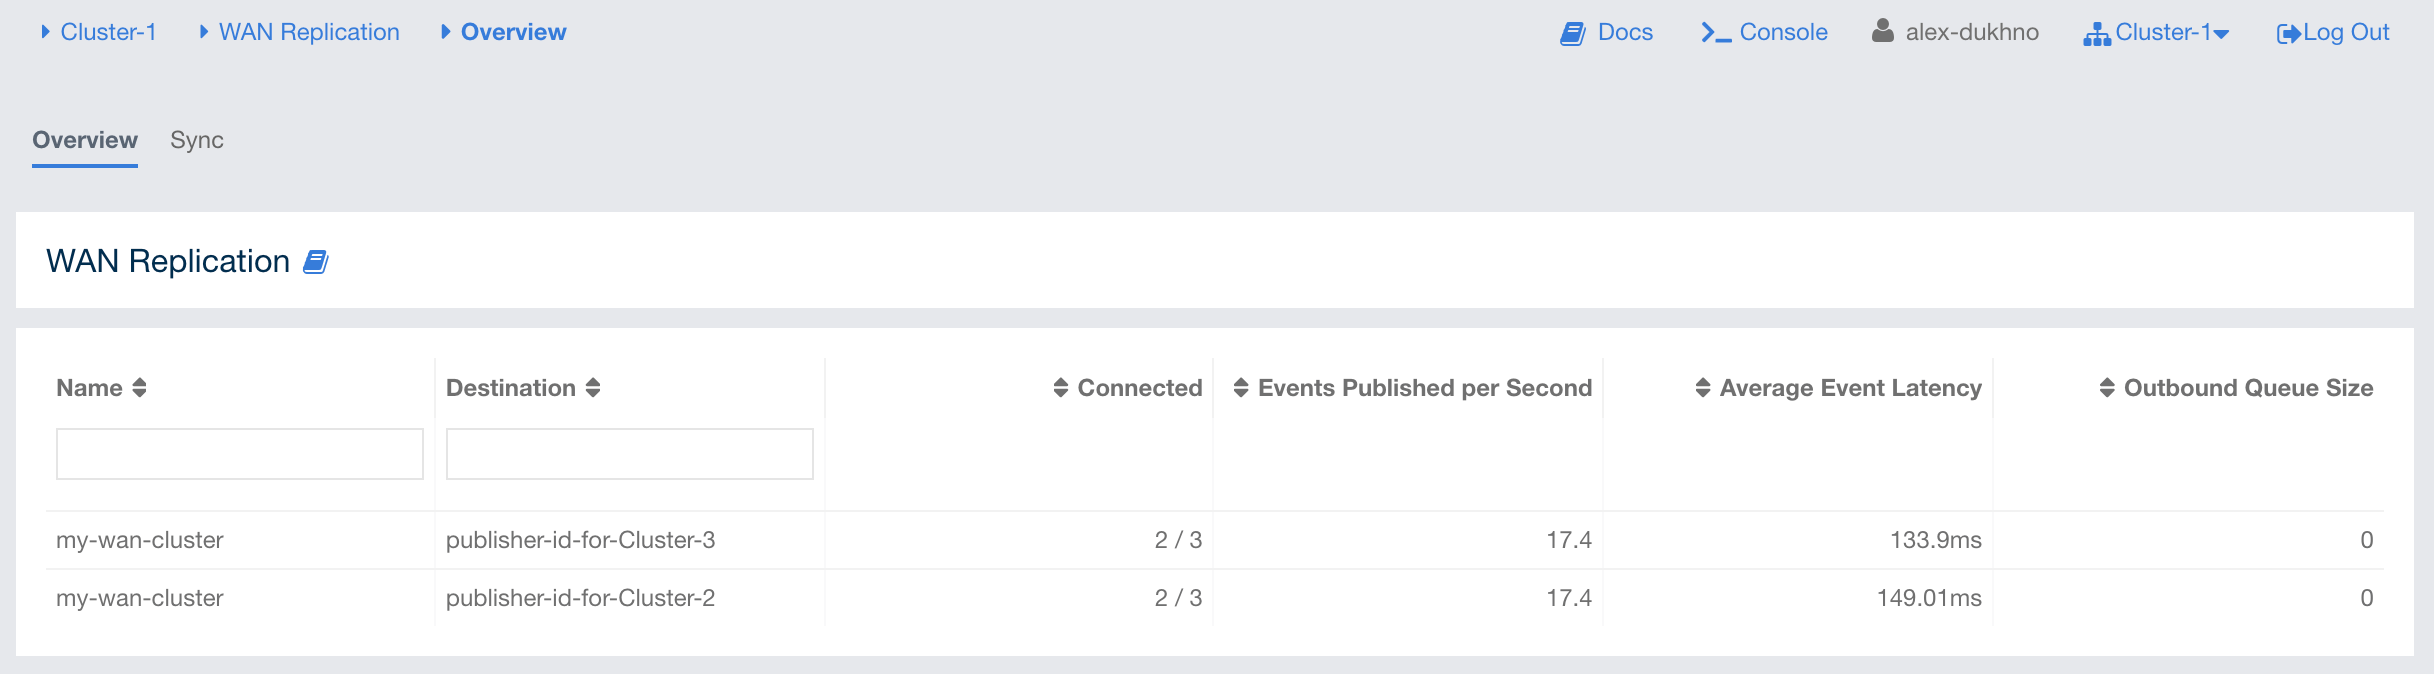 Cluster-1 WAN Replication Overview Docs Console alex-dukhno Cluster-1 Log Out
Overview Sync
WAN Replication
Name Destination Connected Events Published per Second Average Event Latency Outbound Queue Size
my-wan-cluster publisher-id-for-Cluster-3 2 / 3 17.4 133.9ms 0
my-wan-cluster publisher-id-for-Cluster-2 2 / 3 17.4 149.01ms 0